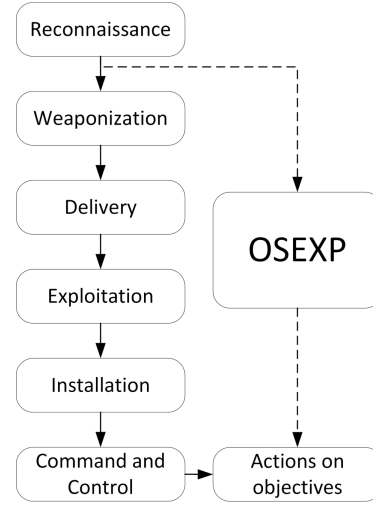 Reconnaissance
Weaponization
Delivery
OSEXP
Exploitation
Installation
Command and
Control
Actions on
objectives